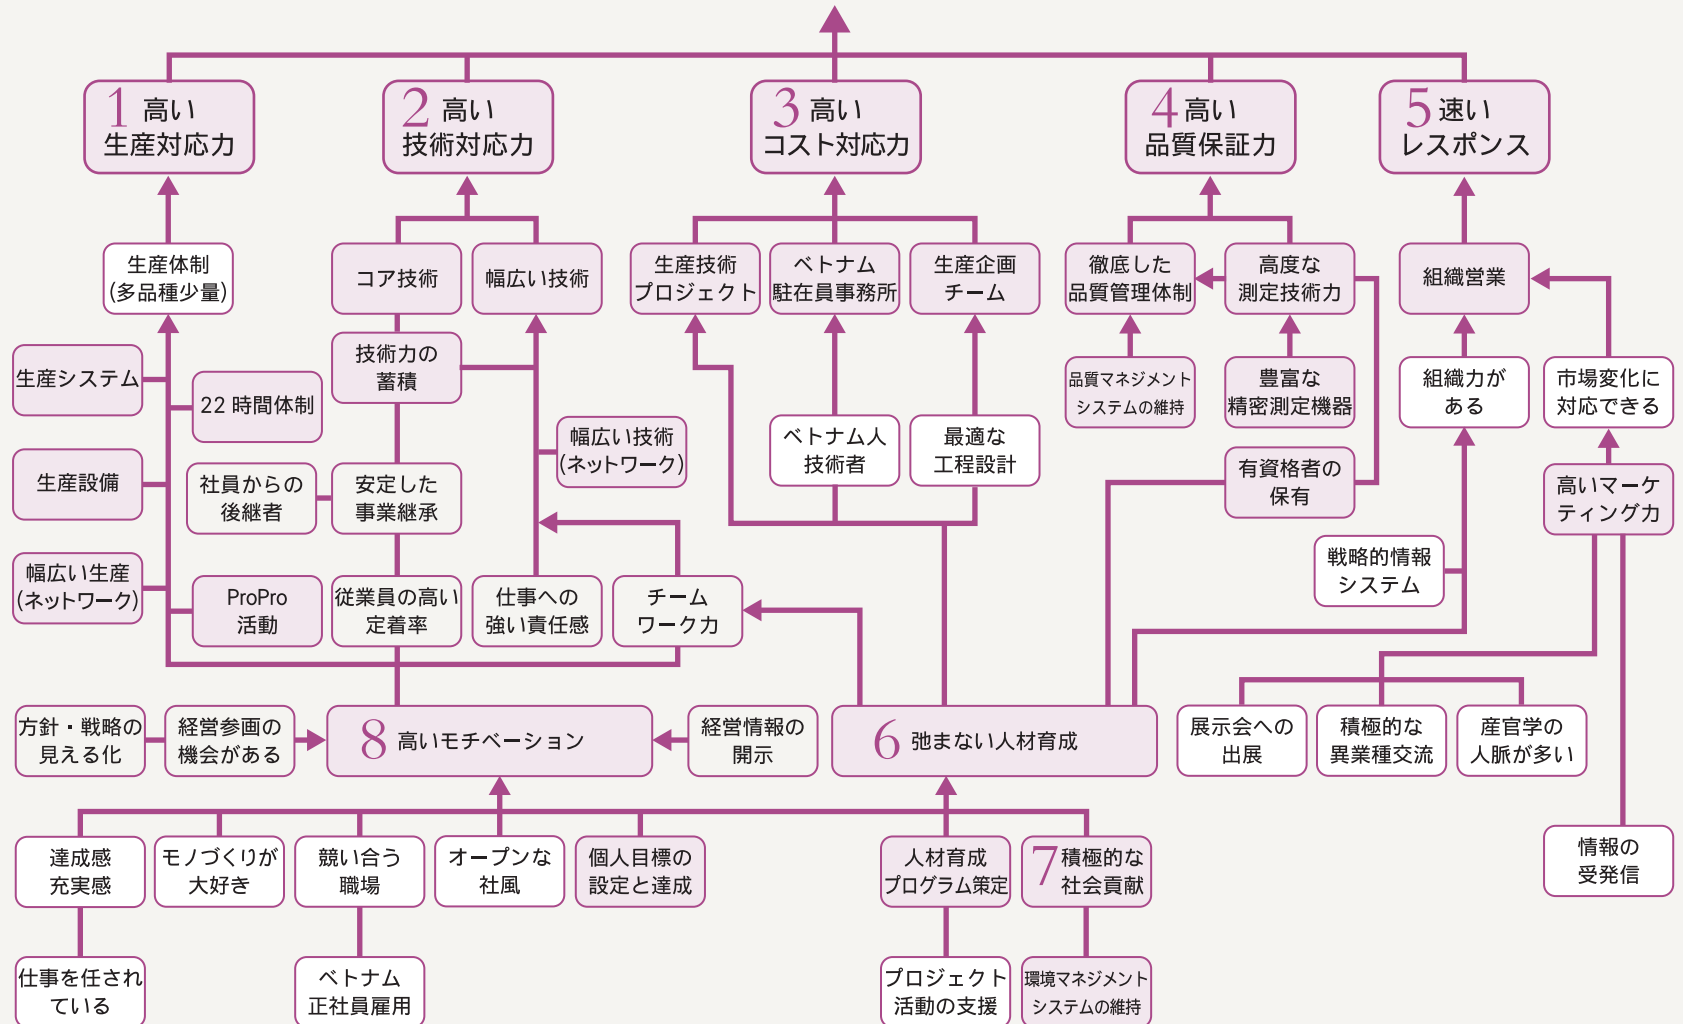 1 高い
生産対応力
2 高い
技術対応力
3 高い
コスト対応力
4 高い
品質保証力
5 速い
レスポンス
生産体制
(多品種少量)
コア技術
幅広い技術
生産技術
プロジェクト
ベトナム
駐在員事務所
生産企画
チーム
徹底した
品質管理体制
高度な
測定技術力
組織営業
生産システム
22 時間体制
技術力の
蓄積
品質マネジメント
システムの維持
豊富な
精密測定機器
組織力が
ある
市場変化に
対応できる
幅広い技術
(ネットワーク)
ベトナム人
技術者
最適な
工程設計
生産設備
社員からの
後継者
安定した
事業継承
有資格者の
保有
高いマーケ
ティング力
幅広い生産
(ネットワーク)
ProPro
活動
従業員の高い
定着率
仕事への
強い責任感
チーム
ワーク力
戦略的情報
システム
方針・戦略の
見える化
経営参画の
機会がある
8 高いモチベーション
経営情報の
開示
6 弛まない人材育成
展示会への
出展
積極的な
異業種交流
産官学の
人脈が多い
達成感
充実感
モノづくりが
大好き
競い合う
職場
オープンな
社風
個人目標の
設定と達成
人材育成
プログラム策定
7 積極的な
社会貢献
情報の
受発信
仕事を任され
ている
ベトナム
正社員雇用
プロジェクト
活動の支援
環境マネジメント
システムの維持